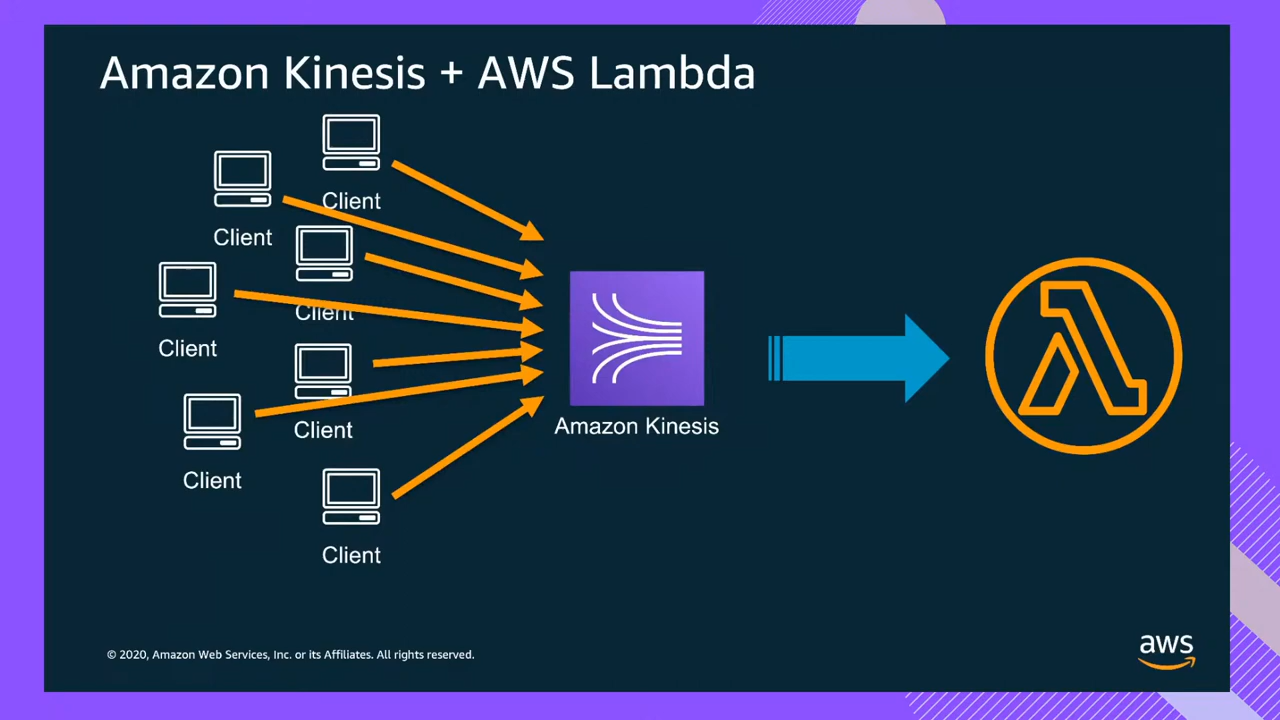 Amazon Kinesis + AWS Lambda
Client
Client
Client
Client
Client
Client
Client
Amazon Kinesis
© 2020, Amazon Web Services, Inc. or its Affiliates. All rights reserved.
aws